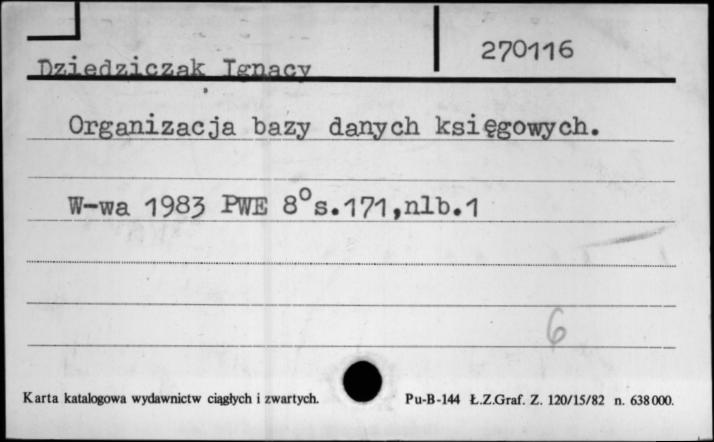 270116
Dziedziczak Ignacy
Organizacja bazy danych księgowych.
W-wa 1983 PWE 8° s.171,nlb.1
6
Karta katalogowa wydawnictw ciągłych i zwartych. Pu-B-144 Ł.Z.Graf. Z. 120/15/82 n. 638000.